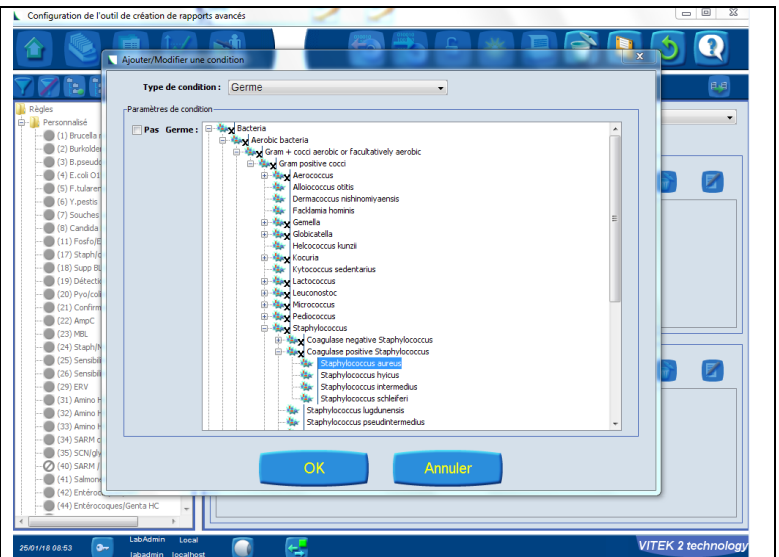 Configuration de l'outil de création de rapports avancés
Ajouter/Modifier une condition
Type de condition : Germe
Paramètres de condition
Pas Germe :
Bacteria
Aerobic bacteria
Gram + cocci aerobic or facultatively aerobic
Gram positive cocci
Aerococcus
Alloiococcus otitis
Dermacoccus nishinomiyaensis
Facklamia hominis
Gemella
Globicatella
Helcococcus kunzii
Kocuria
Kytococcus sedentarius
Lactococcus
Leuconostoc
Micrococcus
Pediococcus
Staphylococcus
Coagulase negative Staphylococcus
Coagulase positive Staphylococcus
Staphylococcus aureus
Staphylococcus hyicus
Staphylococcus intermedius
Staphylococcus schleiferi
Staphylococcus lugdunensis
Staphylococcus pseudintermedius
OK
Annuler
Règles
Personnalisé
(1) Brucella
(2) Burkolde
(3) B.pseudo
(4) E.coli O1
(5) F.tularen
(6) Y.pestis
(7) Souches
(8) Candida
(11) Fosfo/E
(17) Staph/
(18) Supp BL
(19) Détecti
(20) Pyo/coli
(21) Confirm
(22) AmpC
(23) MBL
(24) Staph/
(25) Sensibil
(26) Sensibil
(29) ERV
(31) Amino H
(32) Amino H
(33) Amino H
(34) SARM
(35) SCN/gly
(40) SARM /
(41) Salmone
(42) Entéroc
(44) Entérocoques/Genta HC
25/01/18 08:53
LabAdmin Local
labadmin localhost
VITEK 2 technology